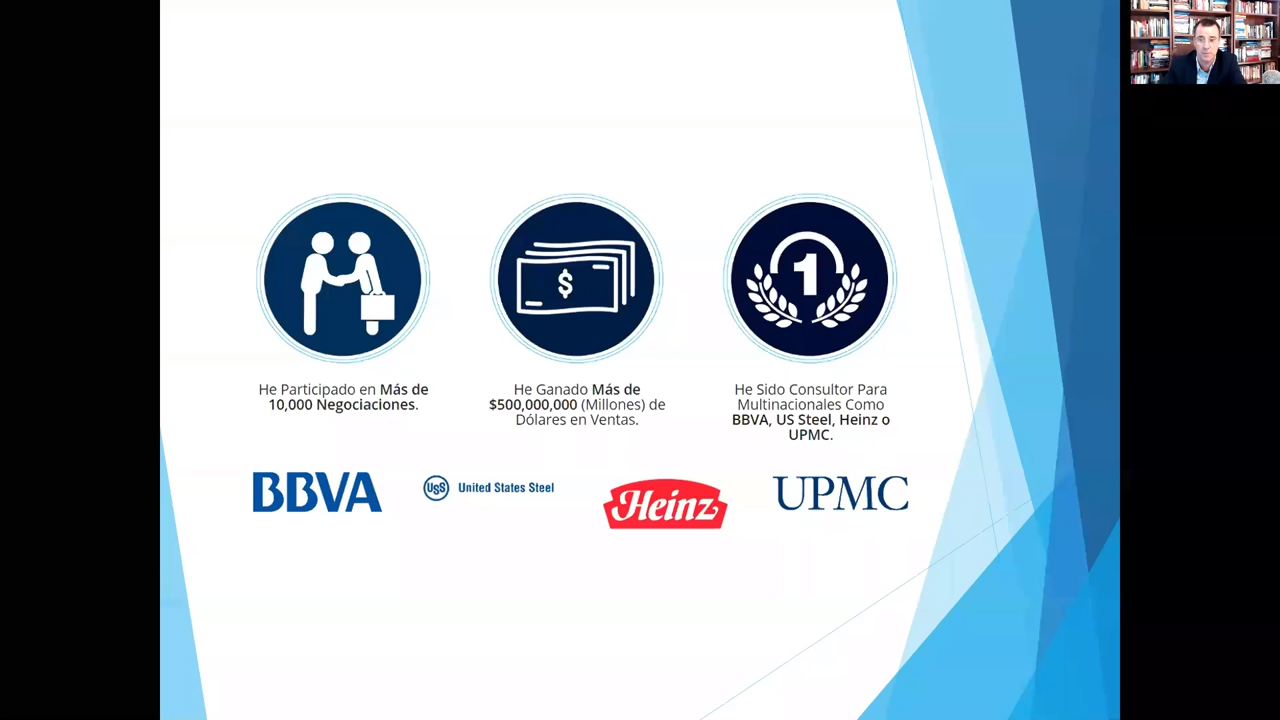 1
$
He Participado en Más de
10,000 Negociaciones.
He Ganado Más de
$500,000,000 (Millones) de
Dólares en Ventas.
He Sido Consultor Para
Multinacionales Como
BBVA, US Steel, Heinz o
UPMC.
BBVA
USS United States Steel
Heinz
UPMC